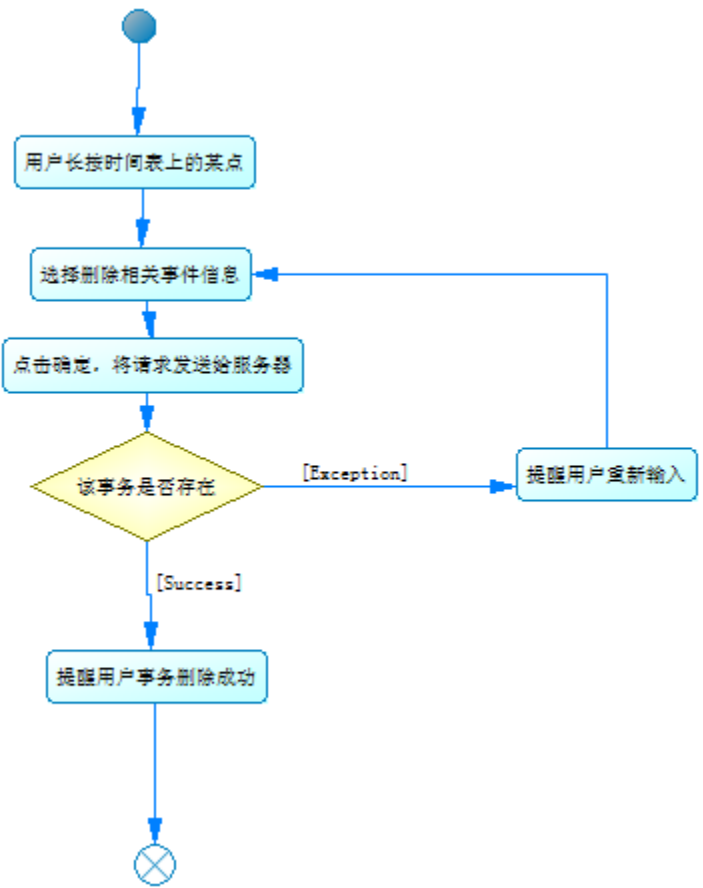 用户长按时间表上的某点
选择删除相关事件信息
点击确定，将请求发送给服务器
该事务是否存在
[Exception]
提醒用户重新输入
[Success]
提醒用户事务删除成功